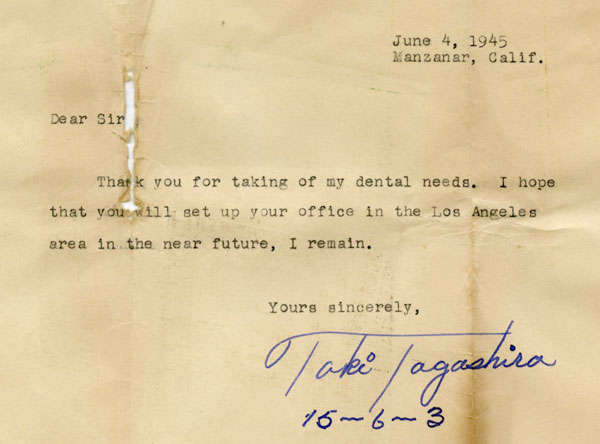 June 4, 1945
Manzanar, Calif.
Dear Sir,
Thank you for taking of my dental needs. I hope
that you will set up your office in the Los Angeles
area in the near future, I remain.
Yours sincerely,
Taki Tagashira
15-6-3